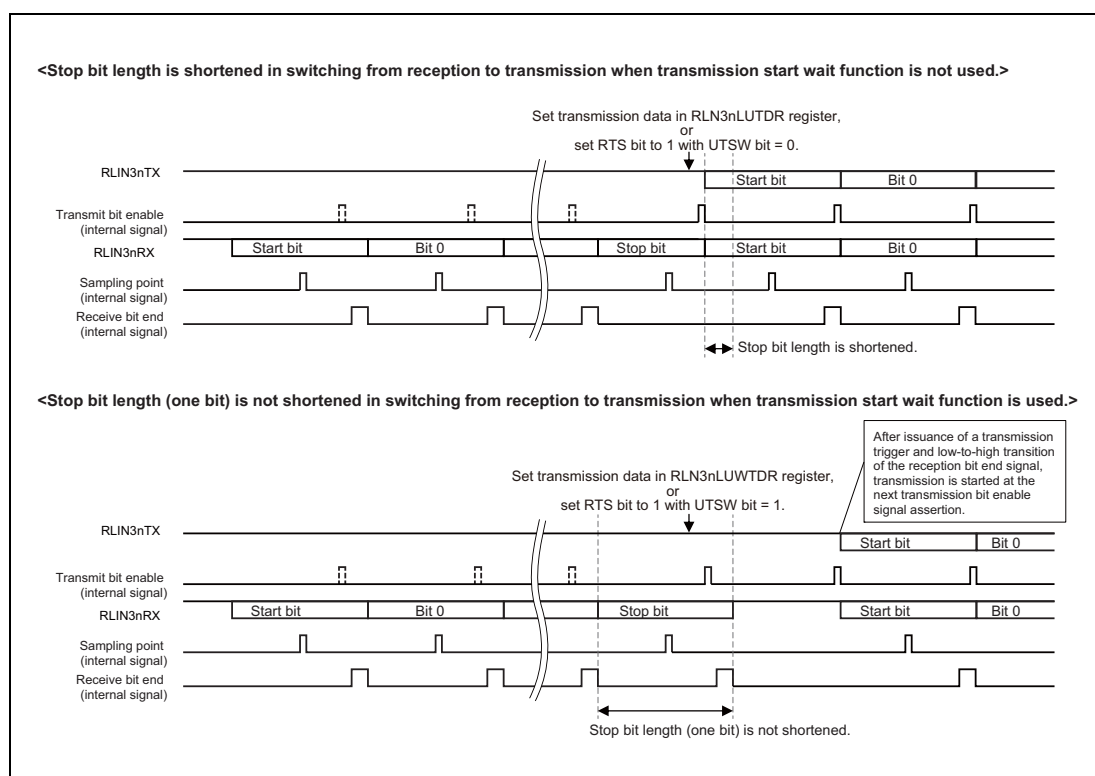 <Stop bit length is shortened in switching from reception to transmission when transmission start wait function is not used.>
Set transmission data in RLN3nLUTDR register,
or
set RTS bit to 1 with UTSW bit = 0.
RLIN3nTX
Start bit
Bit 0
Transmit bit enable
(internal signal)
RLIN3nRX
Start bit
Bit 0
Stop bit
Start bit
Bit 0
Sampling point
(internal signal)
Receive bit end
(internal signal)
Stop bit length is shortened.
<Stop bit length (one bit) is not shortened in switching from reception to transmission when transmission start wait function is used.>
After issuance of a transmission
trigger and low-to-high transition
of the reception bit end signal,
transmission is started at the
next transmission bit enable
signal assertion.
Set transmission data in RLN3nLUWTDR register,
or
set RTS bit to 1 with UTSW bit = 1.
RLIN3nTX
Start bit
Bit 0
Transmit bit enable
(internal signal)
RLIN3nRX
Start bit
Bit 0
Stop bit
Start bit
Bit 0
Sampling point
(internal signal)
Receive bit end
(internal signal)
Stop bit length (one bit) is not shortened.